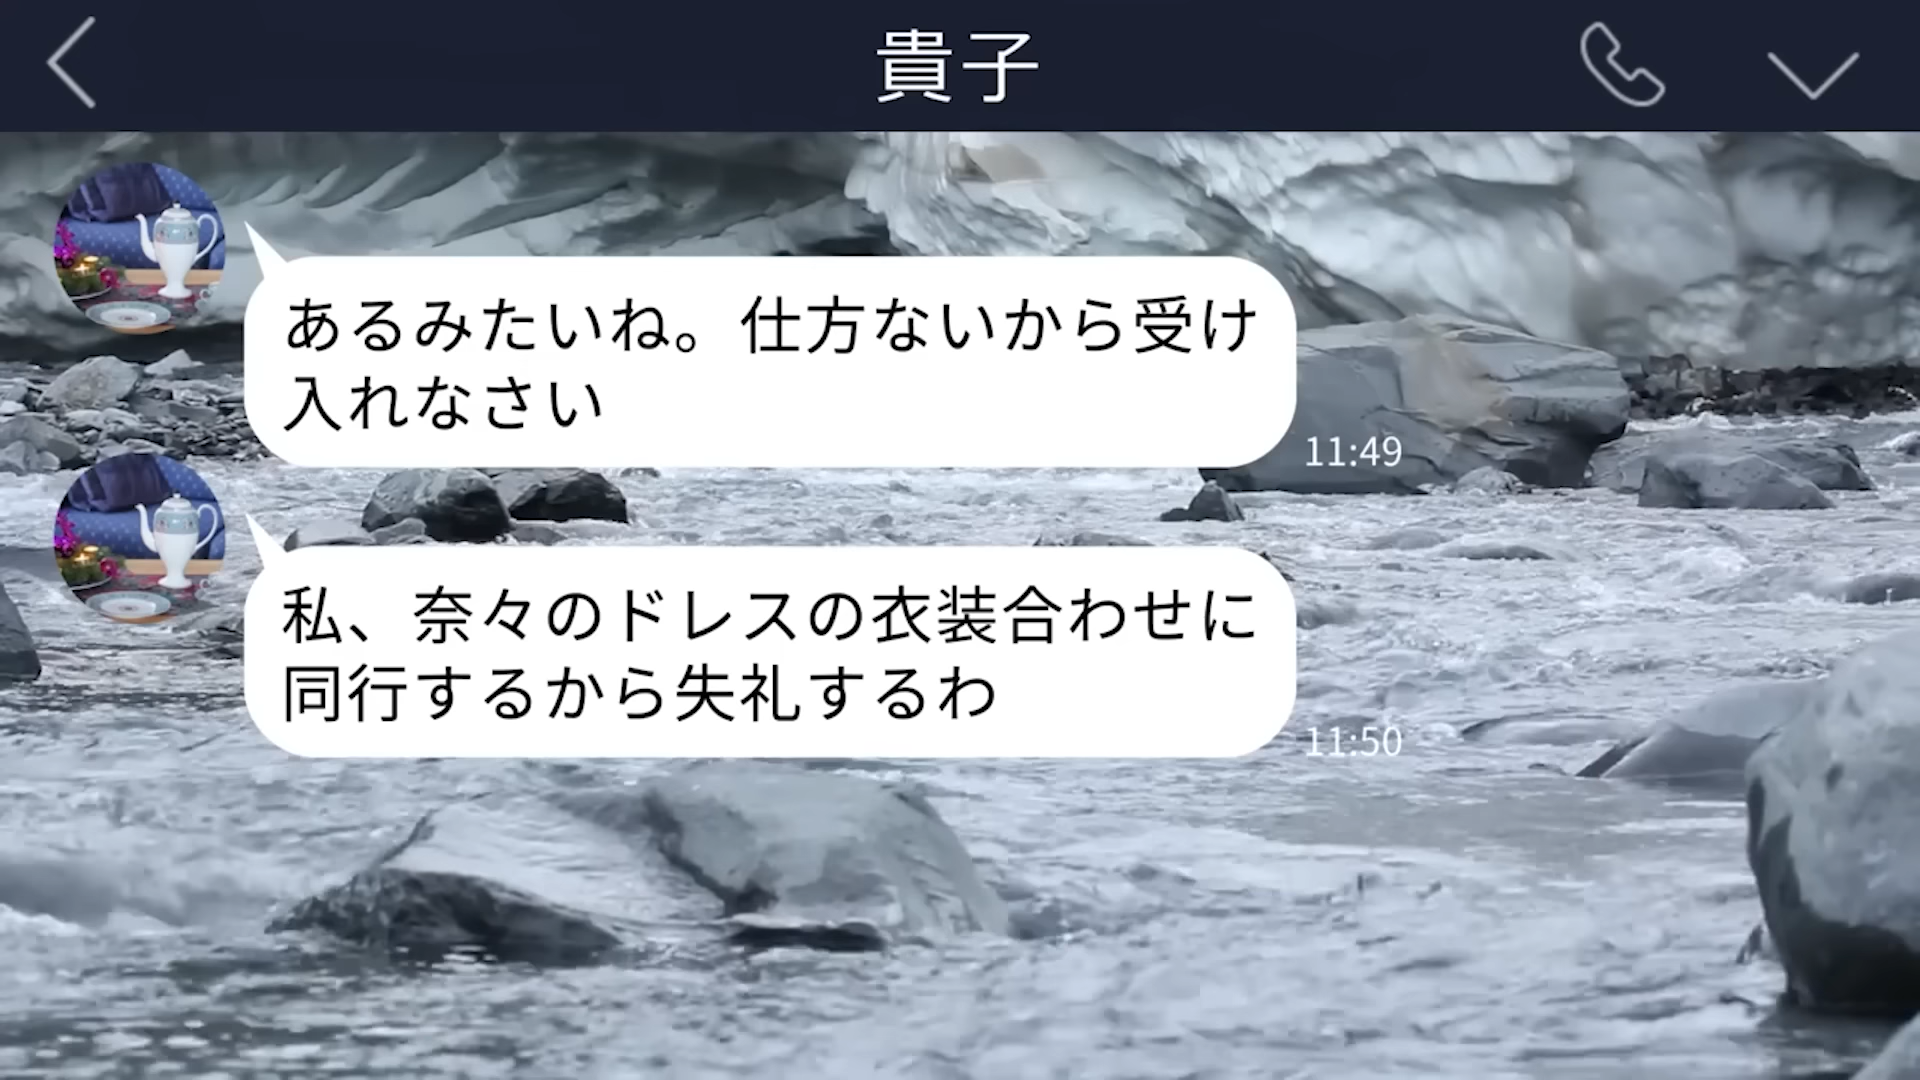 貴子
あるみたいね。仕方ないから受け
入れなさい
11:49
私、奈々のドレスの衣装合わせに
同行するから失礼するわ
11:50